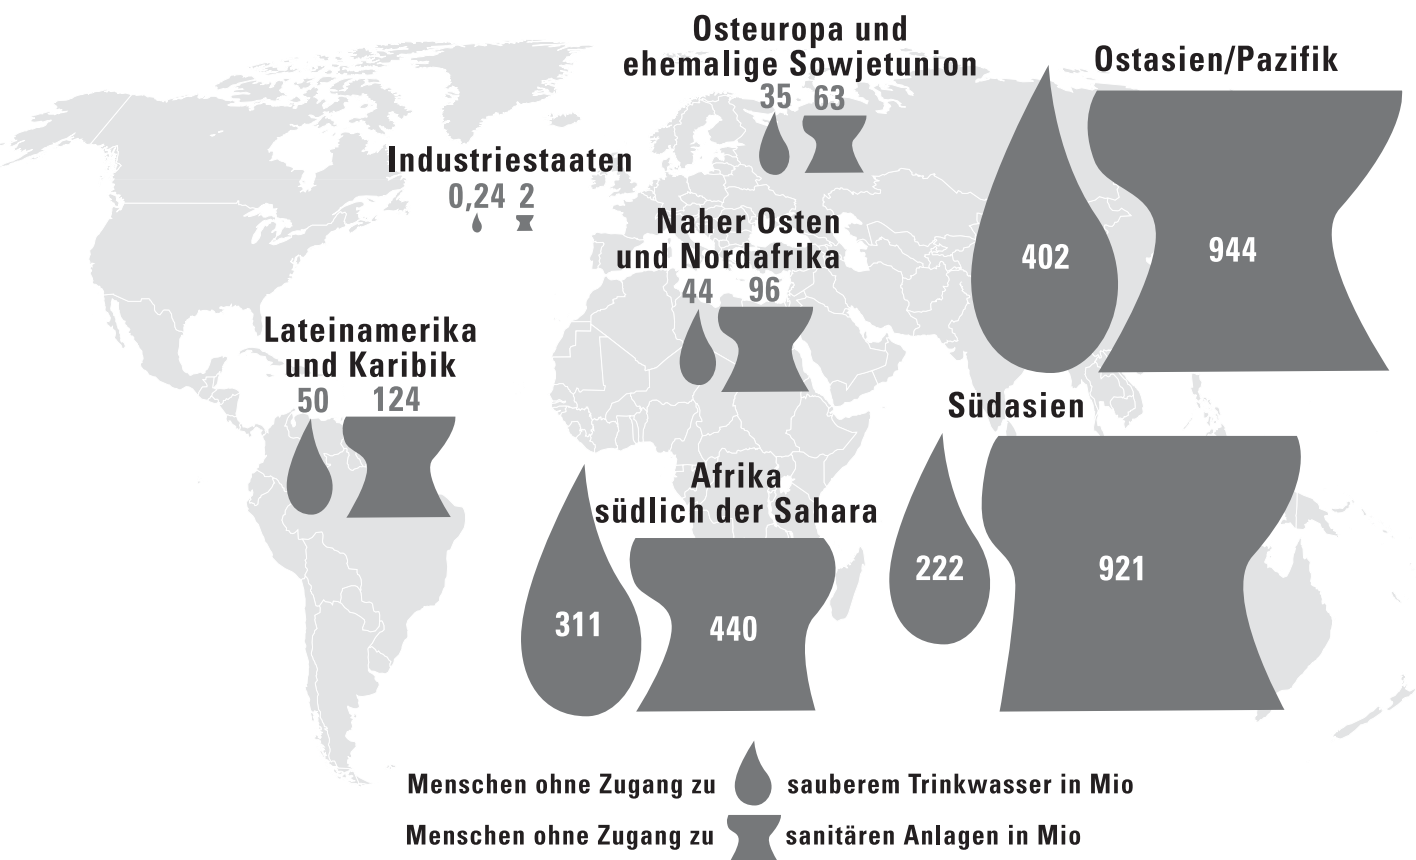 Osteuropa und
ehemalige Sowjetunion
35 63
Ostasien/Pazifik
402 944
Industriestaaten
0,24 2
Naher Osten
und Nordafrika
44 96
Lateinamerika
und Karibik
50 124
Südasien
222 921
Afrika
südlich der Sahara
311 440
Menschen ohne Zugang zu sauberem Trinkwasser in Mio
Menschen ohne Zugang zu sanitären Anlagen in Mio